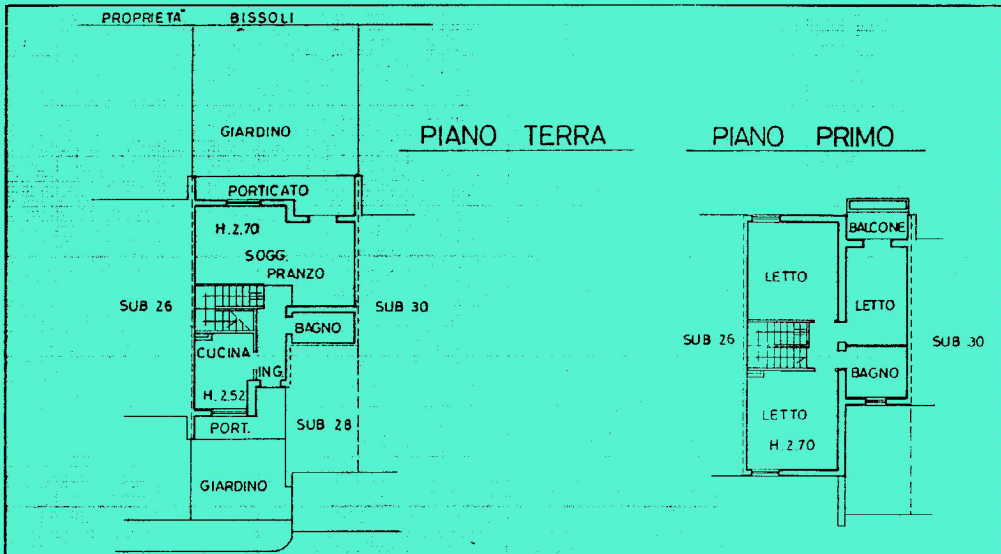 PROPRIETA' BISSOLI
GIARDINO
PIANO TERRA
PIANO PRIMO
PORTICATO
H. 2.70
SOGG.
PRANZO
SUB 26
SUB 30
BAGNO
CUCINA
ING.
H. 2.52
PORT.
SUB 28
GIARDINO
BALCONE
LETTO
LETTO
SUB 26
SUB 30
BAGNO
LETTO
H. 2.70